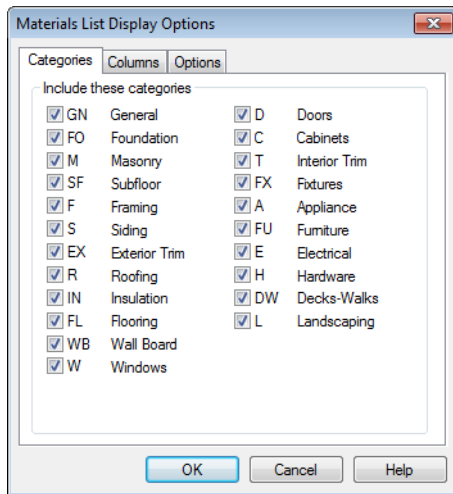 Materials List Display Options
Categories Columns Options
Include these categories
GN General
FO Foundation
M Masonry
SF Subfloor
F Framing
S Siding
EX Exterior Trim
R Roofing
IN Insulation
FL Flooring
WB Wall Board
W Windows
D Doors
C Cabinets
T Interior Trim
FX Fixtures
A Appliance
FU Furniture
E Electrical
H Hardware
DW Decks-Walks
L Landscaping
OK Cancel Help